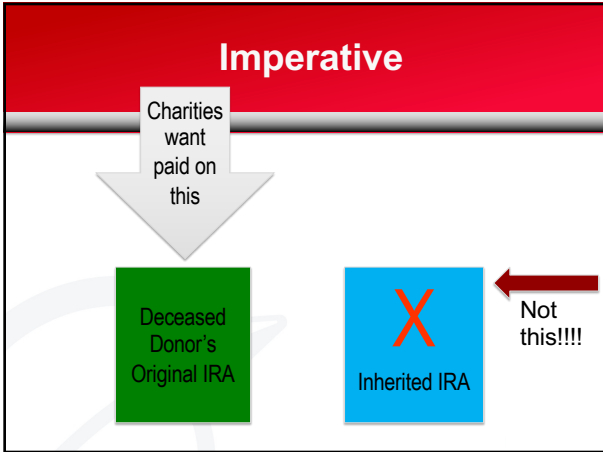 Imperative
Charities
want
paid on
this
Deceased
Donor's
Original IRA
X
Inherited IRA
Not
this!!!!